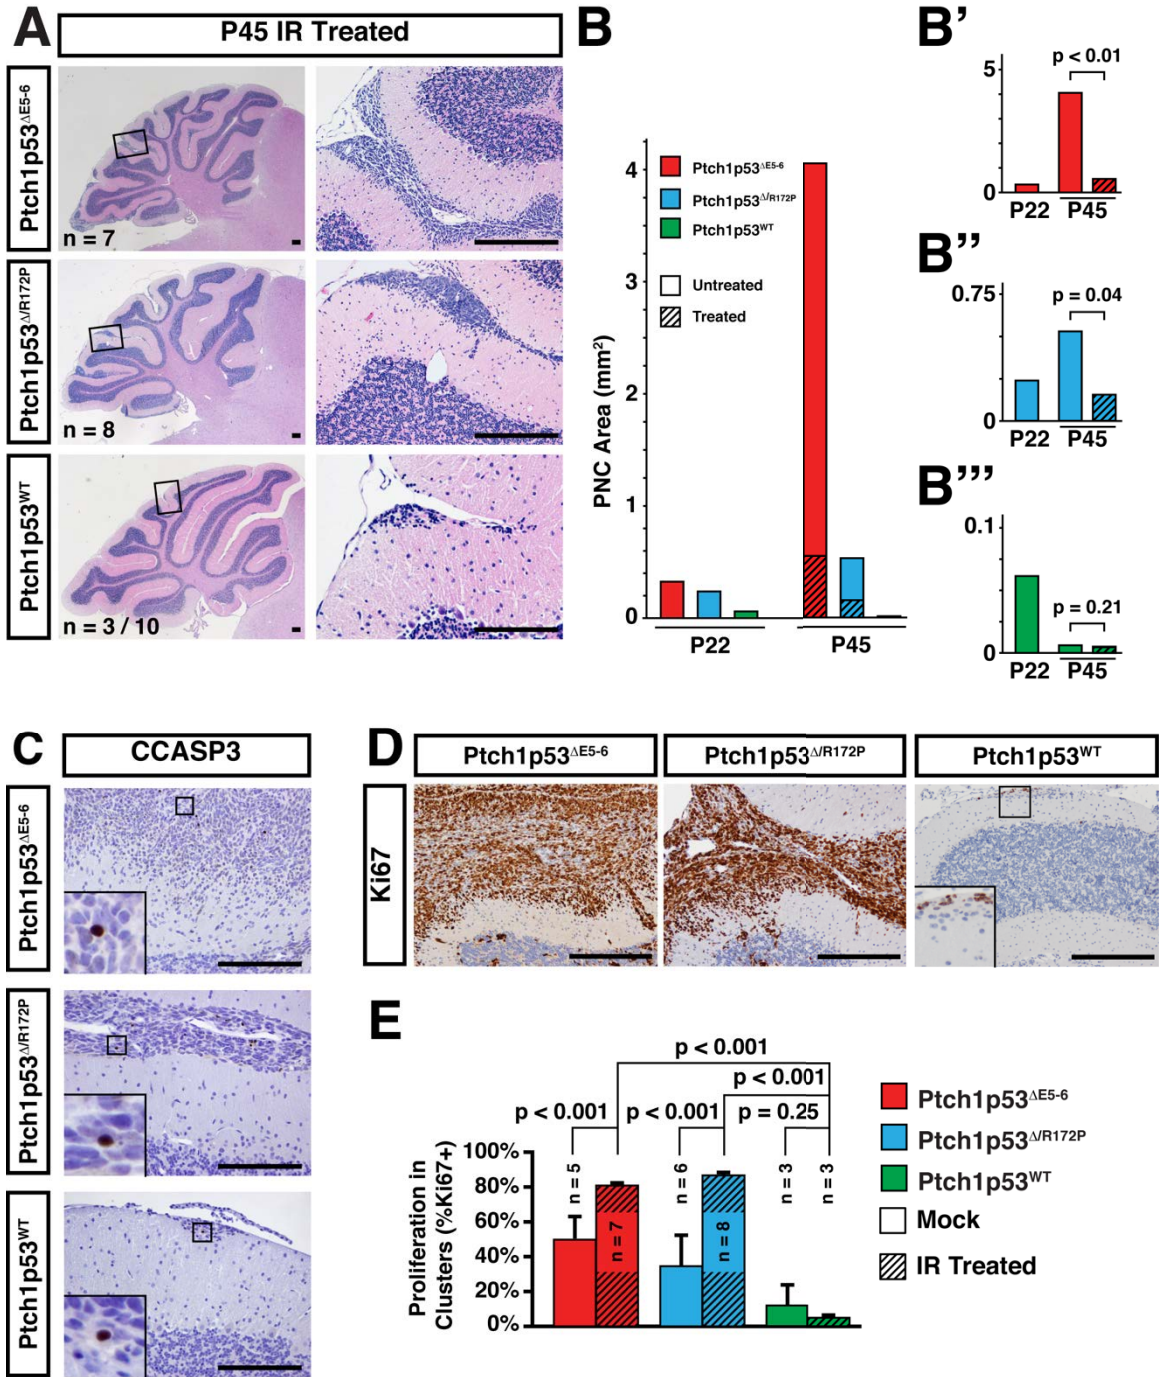 A
P45 IR Treated
Ptch1p53ΔE5-6
n = 7
Ptch1p53Δ/R172P
n = 8
Ptch1p53WT
n = 3 / 10
B
PNC Area (mm²)
4
3
2
1
0
Ptch1p53ΔE5-6
Ptch1p53Δ/R172P
Ptch1p53WT
Untreated
Treated
P22
P45
B'
5
0
p < 0.01
P22
P45
B''
0.75
0
p = 0.04
P22
P45
B'''
0.1
0
p = 0.21
P22
P45
C
CCASP3
Ptch1p53ΔE5-6
Ptch1p53Δ/R172P
Ptch1p53WT
D
Ptch1p53ΔE5-6
Ptch1p53Δ/R172P
Ptch1p53WT
Ki67
E
p < 0.001
p < 0.001
p < 0.001
p < 0.001
p = 0.25
Proliferation in
Clusters (%Ki67+)
100%
80%
60%
40%
20%
0%
n = 5
n = 7
n = 6
n = 8
n = 3
n = 3
Ptch1p53ΔE5-6
Ptch1p53Δ/R172P
Ptch1p53WT
Mock
IR Treated